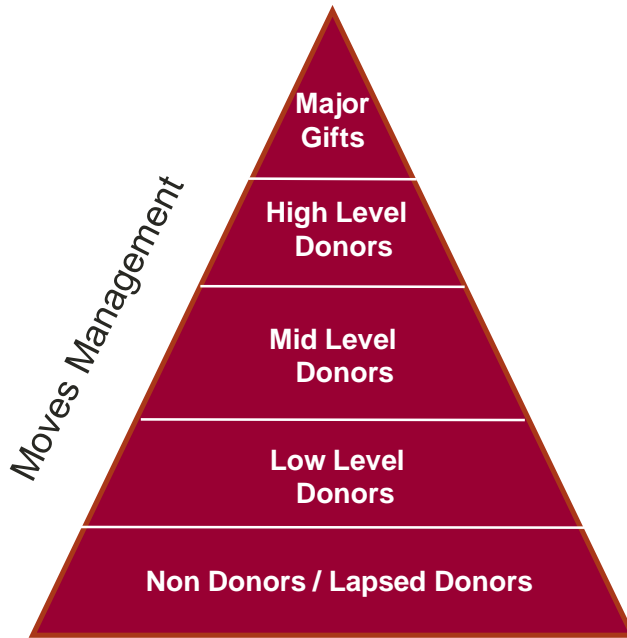 Major
Gifts
High Level
Donors
Mid Level
Donors
Low Level
Donors
Non Donors / Lapsed Donors
Moves Management